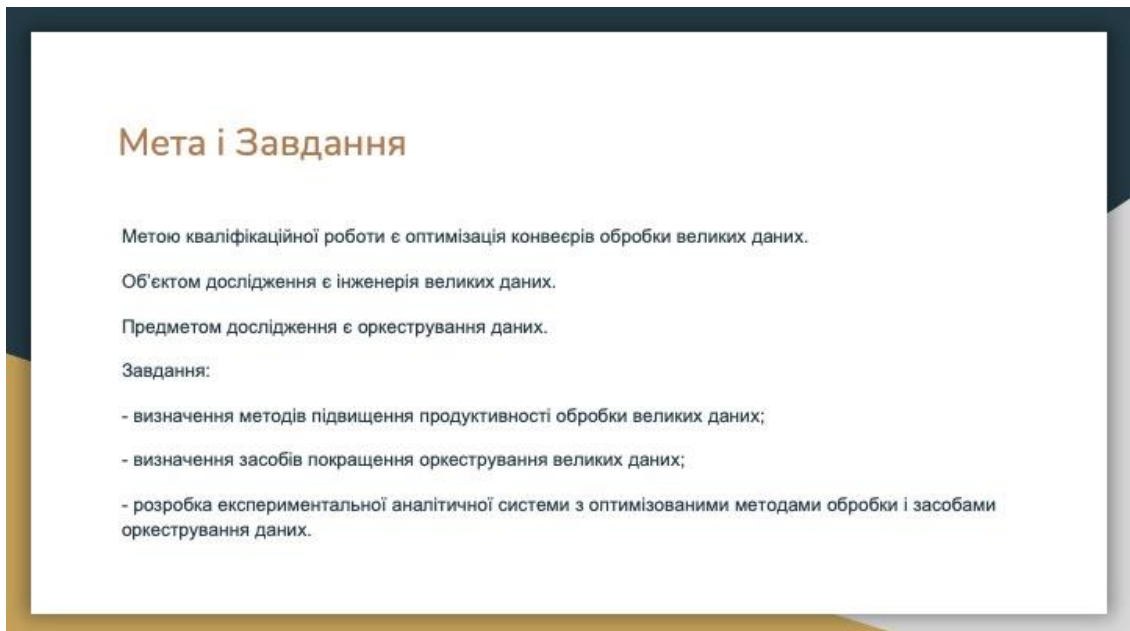 Мета і Завдання
Метою кваліфікаційної роботи є оптимізація конвеєрів обробки великих даних.
Об'єктом дослідження є інженерія великих даних.
Предметом дослідження є оркестрування даних.
Завдання:
- визначення методів підвищення продуктивності обробки великих даних;
- визначення засобів покращення оркестрування великих даних;
- розробка експериментальної аналітичної системи з оптимізованими методами обробки і засобами
оркестрування даних.